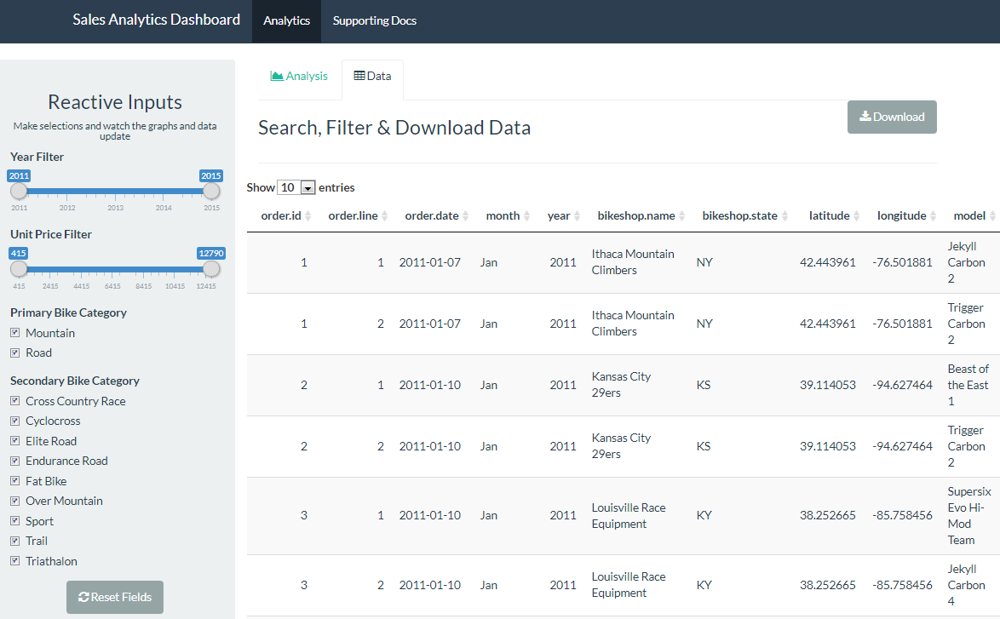 Sales Analytics Dashboard Analytics Supporting Docs
Reactive Inputs
Make selections and watch the graphs and data
update
Year Filter
2011 2015
2011 2012 2013 2014 2015
Unit Price Filter
415 12790
415 2415 4415 6415 8415 10415 12415
Primary Bike Category
Mountain
Road
Secondary Bike Category
Cross Country Race
Cyclocross
Elite Road
Endurance Road
Fat Bike
Over Mountain
Sport
Trail
Triathalon
Reset Fields
Analysis Data
Search, Filter & Download Data
Download
Show 10 entries
order.id order.line order.date month year bikeshop.name bikeshop.state latitude longitude model
1 1 2011-01-07 Jan 2011 Ithaca Mountain Climbers NY 42.443961 -76.501881 Jekyll Carbon 2
1 2 2011-01-07 Jan 2011 Ithaca Mountain Climbers NY 42.443961 -76.501881 Trigger Carbon 2
2 1 2011-01-10 Jan 2011 Kansas City 29ers KS 39.114053 -94.627464 Beast of the East 1
2 2 2011-01-10 Jan 2011 Kansas City 29ers KS 39.114053 -94.627464 Trigger Carbon 2
3 1 2011-01-10 Jan 2011 Louisville Race Equipment KY 38.252665 -85.758456 Supersix Evo Hi-Mod Team
3 2 2011-01-10 Jan 2011 Louisville Race Equipment KY 38.252665 -85.758456 Jekyll Carbon 4